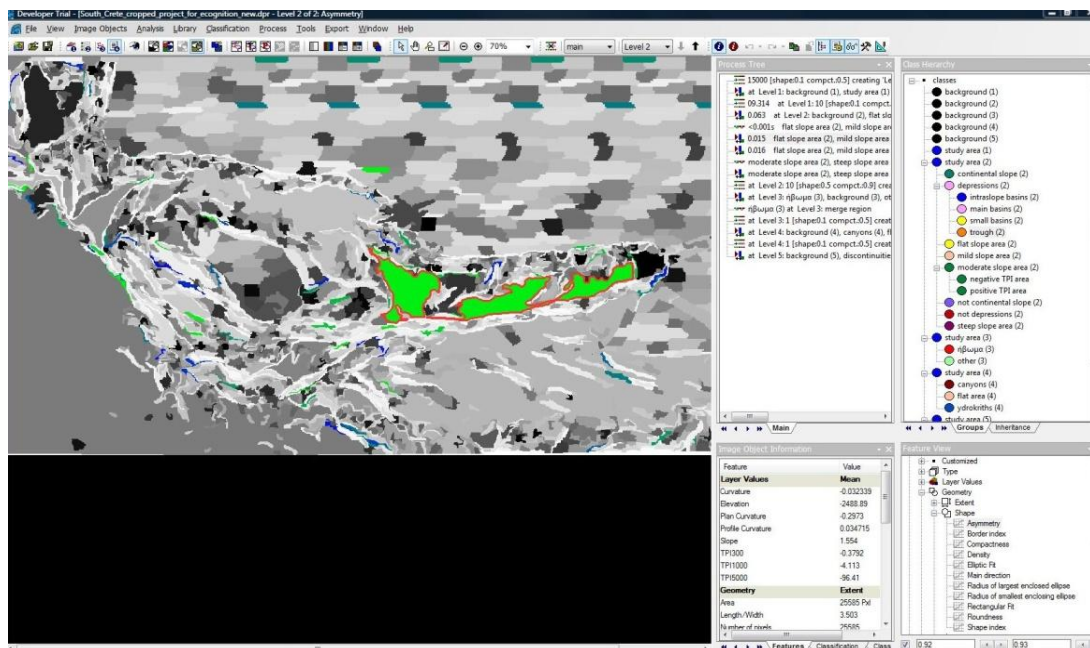 Developer Trial - [South_Crete_cropped_project_for_ecognition_new.dpr - Level 2 of 2: Asymmetry]
File View Image Objects Analysis Library Classification Process Tools Export Window Help
70% main Level 2
Process Tree
15000 [shape:0.1 compct.:0.5] creating 'Le
at Level 1: background (1), study area (1)
09.314 at Level 1: 10 [shape:0.1 compct.
0.063 at Level 2: background (2), flat slo
<0.001s flat slope area (2), mild slope are
0.015 flat slope area (2), mild slope area
0.016 flat slope area (2), mild slope area
moderate slope area (2), steep slope area
moderate slope area (2), steep slope area
at Level 2: 10 [shape:0.5 compct.:0.9] crea
at Level 3: ήβωμα (3), background (3), ot
ήβωμα (3) at Level 3: merge region
at Level 3: 1 [shape:0.1 compct.:0.5] creat
at Level 4: background (4), canyons (4), fl
at Level 4: 1 [shape:0.1 compct.:0.5] creat
at Level 5: background (5), discontinuitie
Main
Class Hierarchy
classes
background (1)
background (2)
background (3)
background (4)
background (5)
study area (1)
study area (2)
continental slope (2)
depressions (2)
intraslope basins (2)
main basins (2)
small basins (2)
trough (2)
flat slope area (2)
mild slope area (2)
moderate slope area (2)
negative TPI area
positive TPI area
not continental slope (2)
not depressions (2)
steep slope area (2)
study area (3)
ήβωμα (3)
other (3)
study area (4)
canyons (4)
flat area (4)
ydrokriths (4)
study area (5)
Groups Inheritance
Image Object Information
Feature Value
Layer Values Mean
Curvature -0.032339
Elevation -2488.89
Plan Curvature -0.2973
Profile Curvature 0.034715
Slope 1.554
TPI300 -0.3792
TPI1000 -4.113
TPI5000 -96.41
Geometry Extent
Area 25585 Pxl
Length/Width 3.503
Number of pixels 25585
Features Classification Class
Feature View
Customized
Type
Layer Values
Geometry
Extent
Shape
Asymmetry
Border index
Compactness
Density
Elliptic Fit
Main direction
Radius of largest enclosed ellipse
Radius of smallest enclosing ellipse
Rectangular Fit
Roundness
Shape index
0.92 0.93